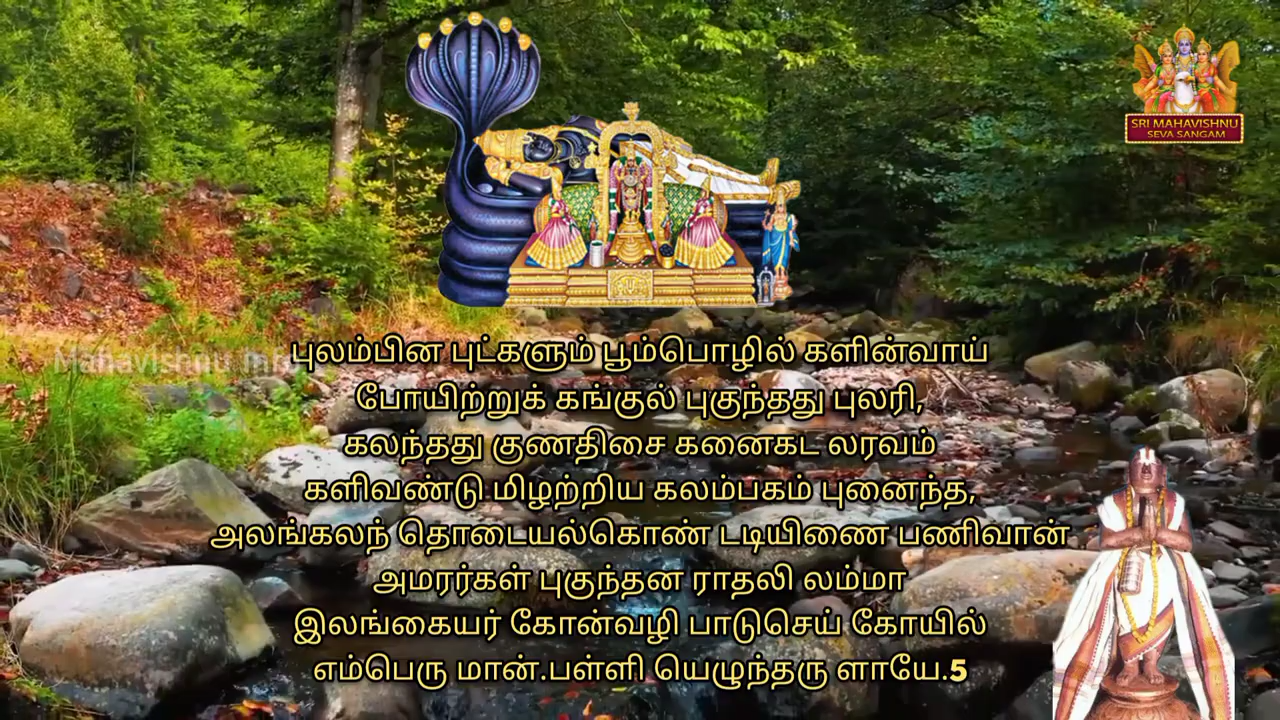 SRI MAHAVISHNU
SEVA SANGAM
Mahavishnu Info
புலம்பின புட்களும் பூம்பொழில் களின்வாய்
போயிற்றுக் கங்குல் புகுந்தது புலரி,
கலந்தது குணதிசை கனைகட லரவம்
களிவண்டு மிழற்றிய கலம்பகம் புனைந்த,
அலங்கலந் தொடையல்கொண் டடியிணை பணிவான்
அமரர்கள் புகுந்தன ராதலி லம்மா
இலங்கையர் கோன்வழி பாடுசெய் கோயில்
எம்பெரு மான்.பள்ளி யெழுந்தரு ளாயே.5